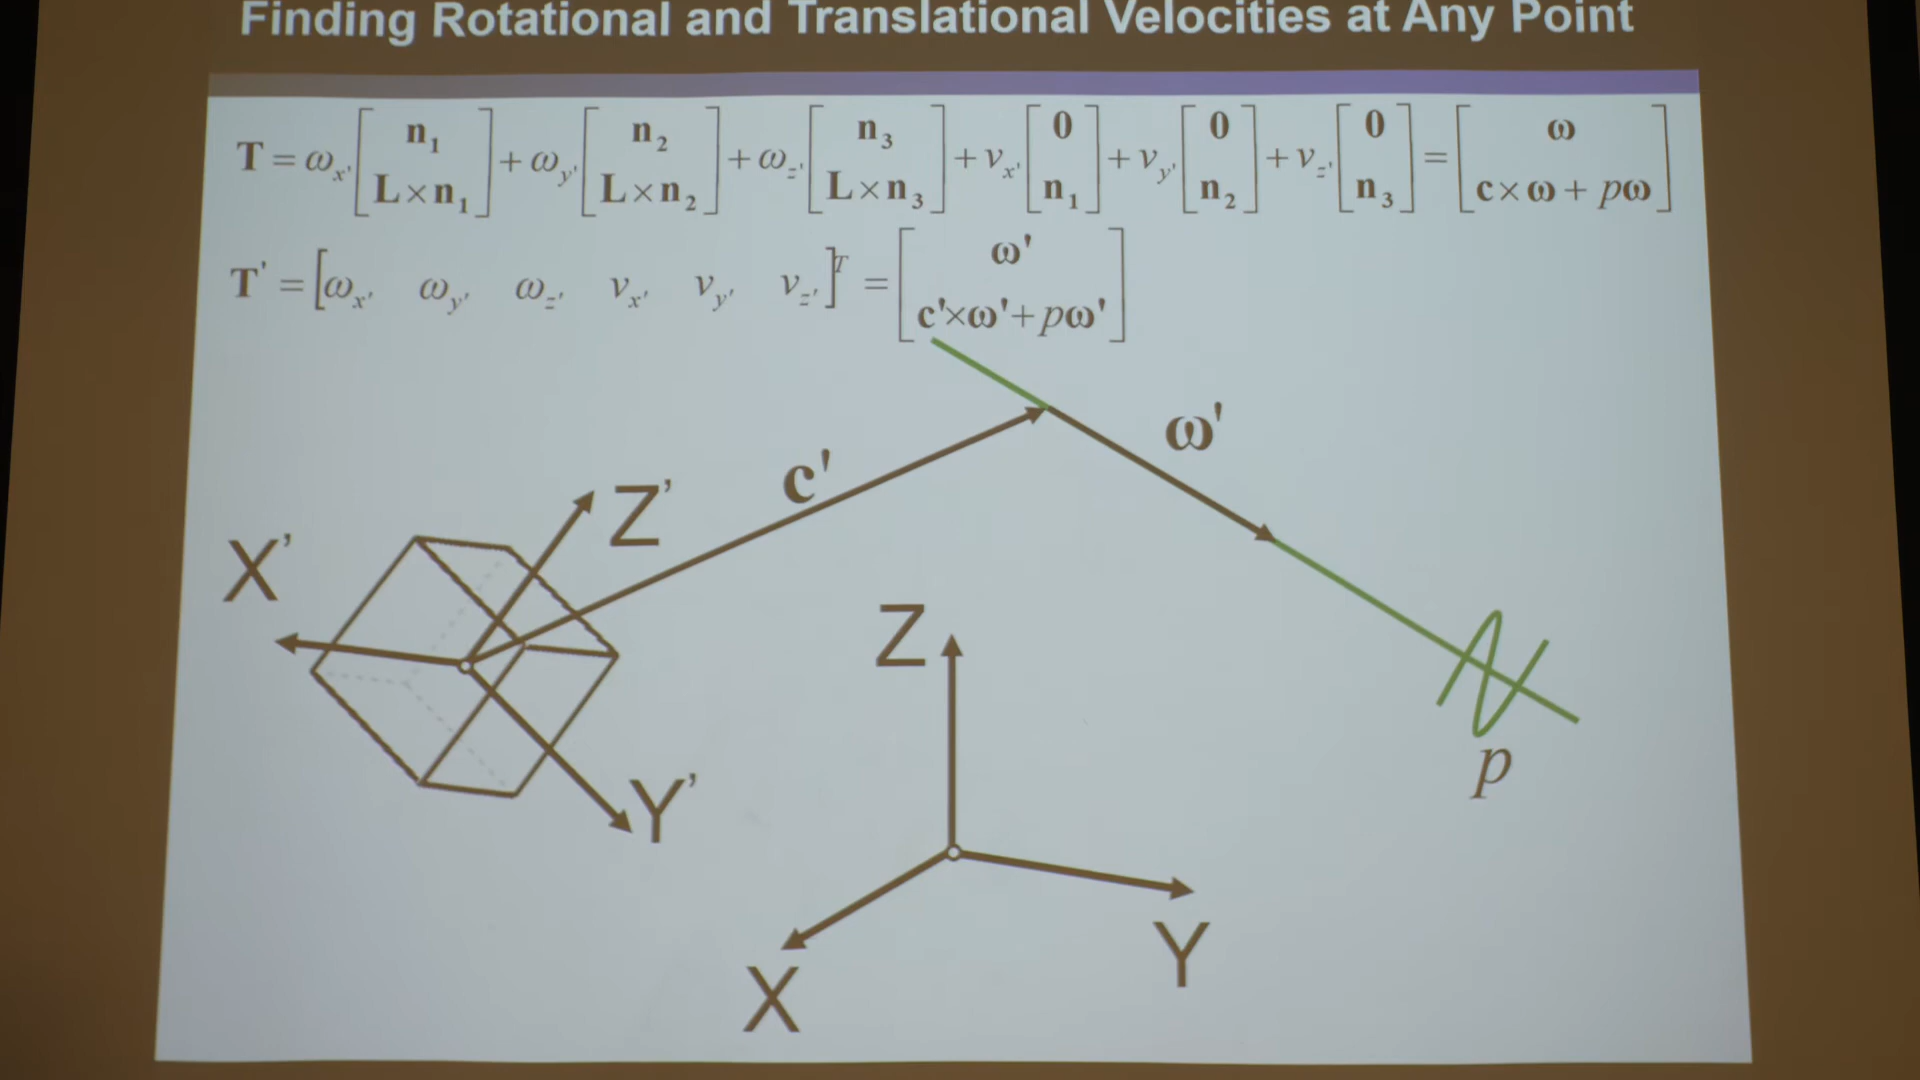 Finding Rotational and Translational Velocities at Any Point
T = ωx' [n1 L×n1] + ωy' [n2 L×n2] + ωz' [n3 L×n3] + vx' [0 n1] + vy' [0 n2] + vz' [0 n3] = [ω c×ω + pω]
T' = [ωx' ωy' ωz' vx' vy' vz']^T = [ω' c'×ω'+pω']
ω'
c'
Z'
X'
Z
Y'
p
Y
X